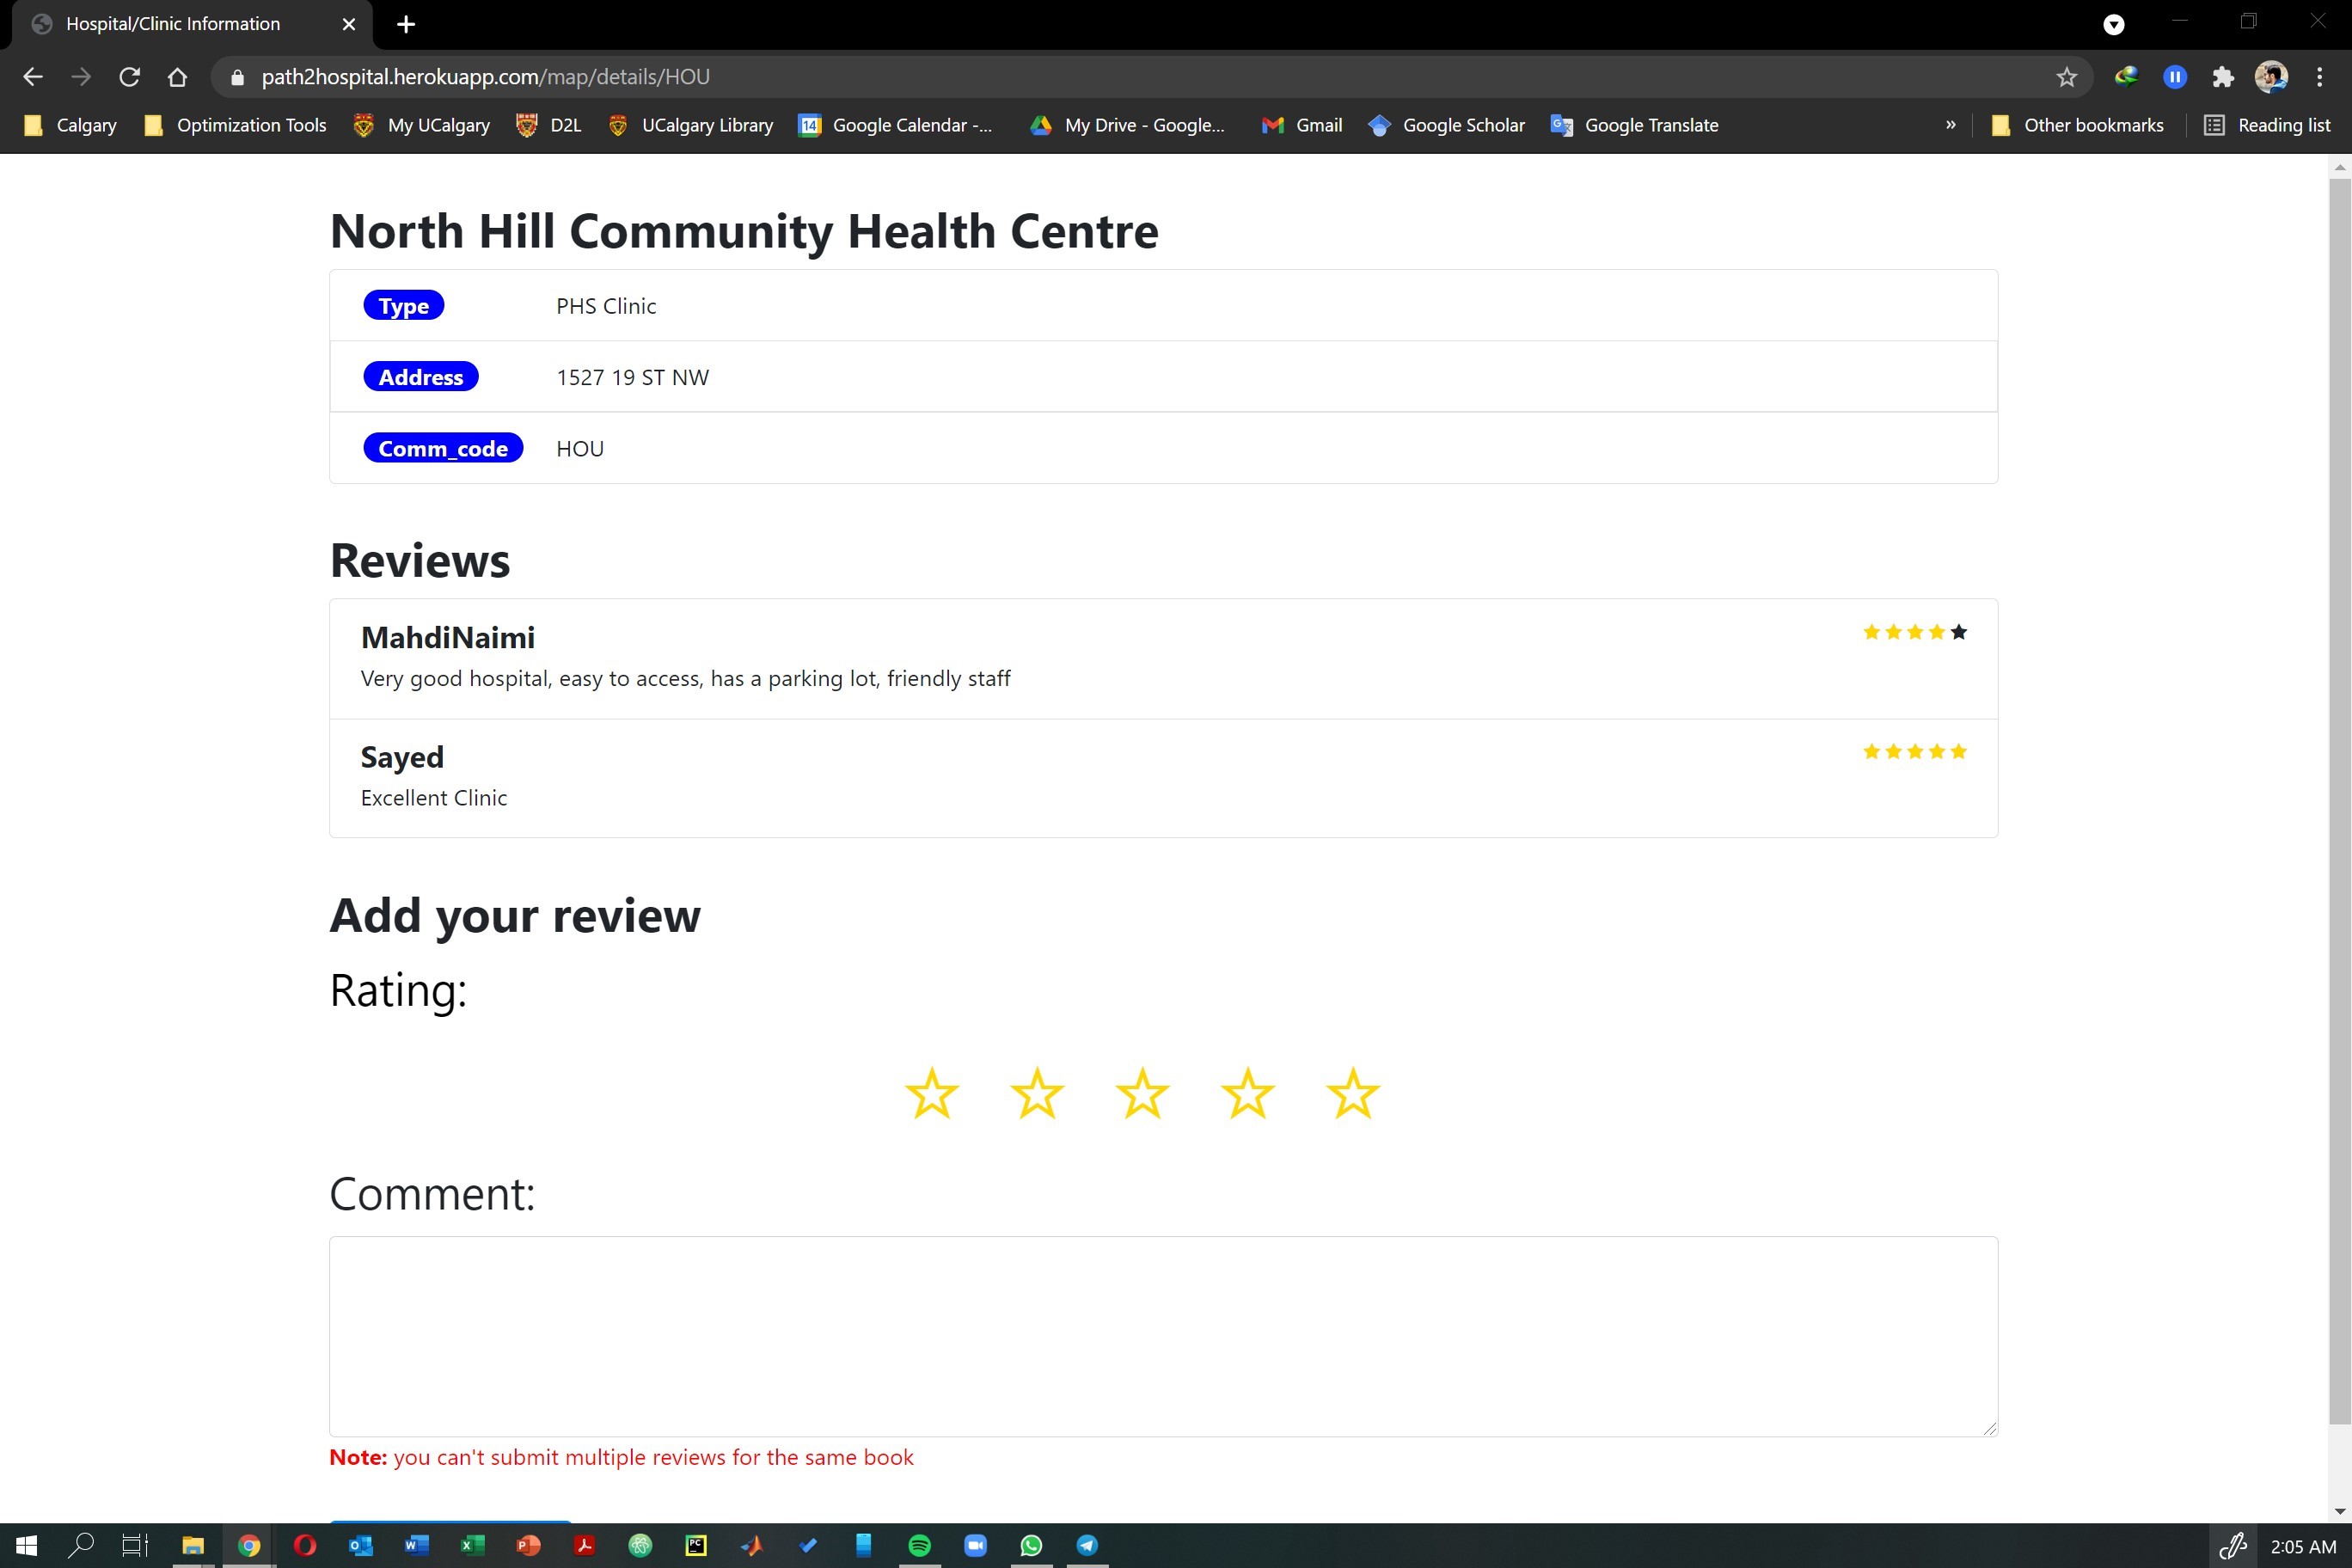 Hospital/Clinic Information
path2hospital.herokuapp.com/map/details/HOU
Calgary Optimization Tools My UCalgary D2L UCalgary Library 14 Google Calendar -... My Drive - Google... Gmail Google Scholar Google Translate » Other bookmarks Reading list
North Hill Community Health Centre
Type PHS Clinic
Address 1527 19 ST NW
Comm_code HOU
Reviews
MahdiNaimi
Very good hospital, easy to access, has a parking lot, friendly staff
Sayed
Excellent Clinic
Add your review
Rating:
Comment:
Note: you can't submit multiple reviews for the same book
2:05 AM